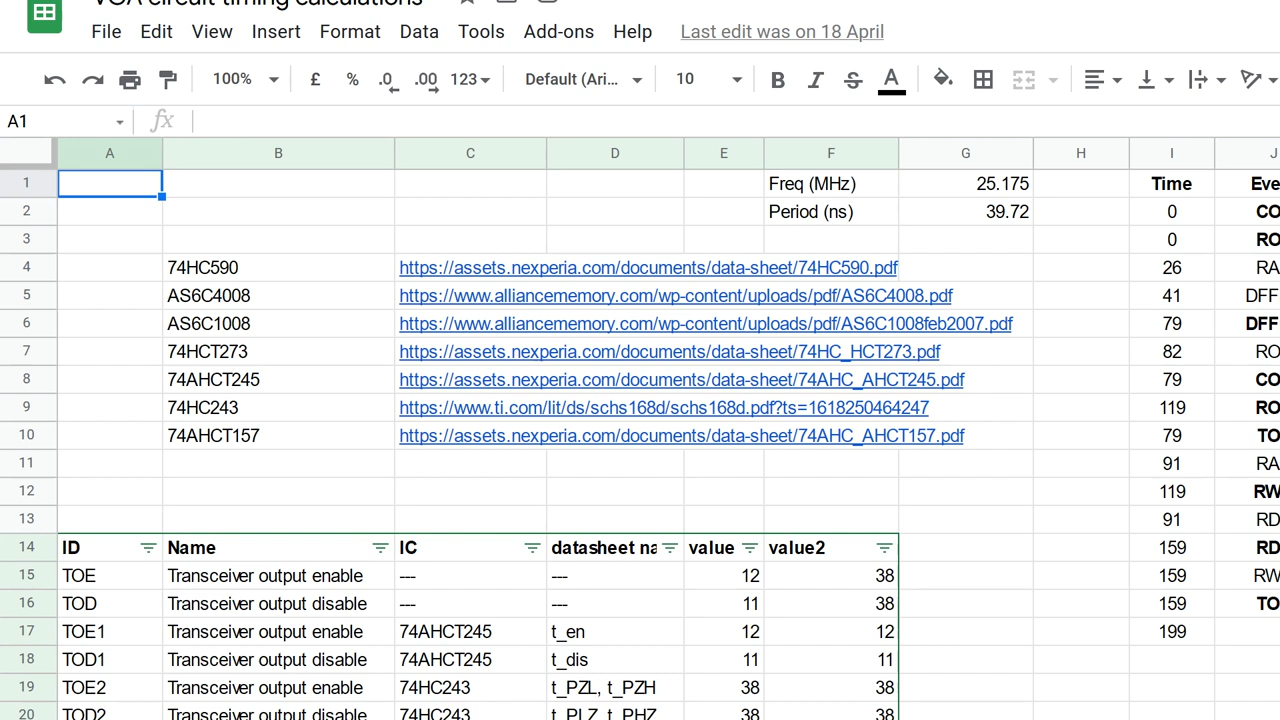 VGA circuit timing calculations
File Edit View Insert Format Data Tools Add-ons Help Last edit was on 18 April
100% £ % .0 .00 123 Default (Ari... 10 B I S A
A1 fx
A B C D E F G H I J
1 Freq (MHz) 25.175 Time Eve
2 Period (ns) 39.72 0 CO
3 0 RO
4 74HC590 https://assets.nexperia.com/documents/data-sheet/74HC590.pdf 26 RA
5 AS6C4008 https://www.alliancememory.com/wp-content/uploads/pdf/AS6C4008.pdf 41 DFF
6 AS6C1008 https://www.alliancememory.com/wp-content/uploads/pdf/AS6C1008feb2007.pdf 79 DFF
7 74HCT273 https://assets.nexperia.com/documents/data-sheet/74HC_HCT273.pdf 82 RO
8 74AHCT245 https://assets.nexperia.com/documents/data-sheet/74AHC_AHCT245.pdf 79 CO
9 74HC243 https://www.ti.com/lit/ds/schs168d/schs168d.pdf?ts=1618250464247 119 RO
10 74AHCT157 https://assets.nexperia.com/documents/data-sheet/74AHC_AHCT157.pdf 79 TO
11 91 RA
12 119 RW
13 91 RD
14 ID Name IC datasheet na value value2 159 RD
15 TOE Transceiver output enable --- --- 12 38 159 RW
16 TOD Transceiver output disable --- --- 11 38 159 TO
17 TOE1 Transceiver output enable 74AHCT245 t_en 12 12 199
18 TOD1 Transceiver output disable 74AHCT245 t_dis 11 11
19 TOE2 Transceiver output enable 74HC243 t_PZL, t_PZH 38 38
20 TOD2 Transceiver output disable 74HC243 t_PLZ, t_PHZ 38 38